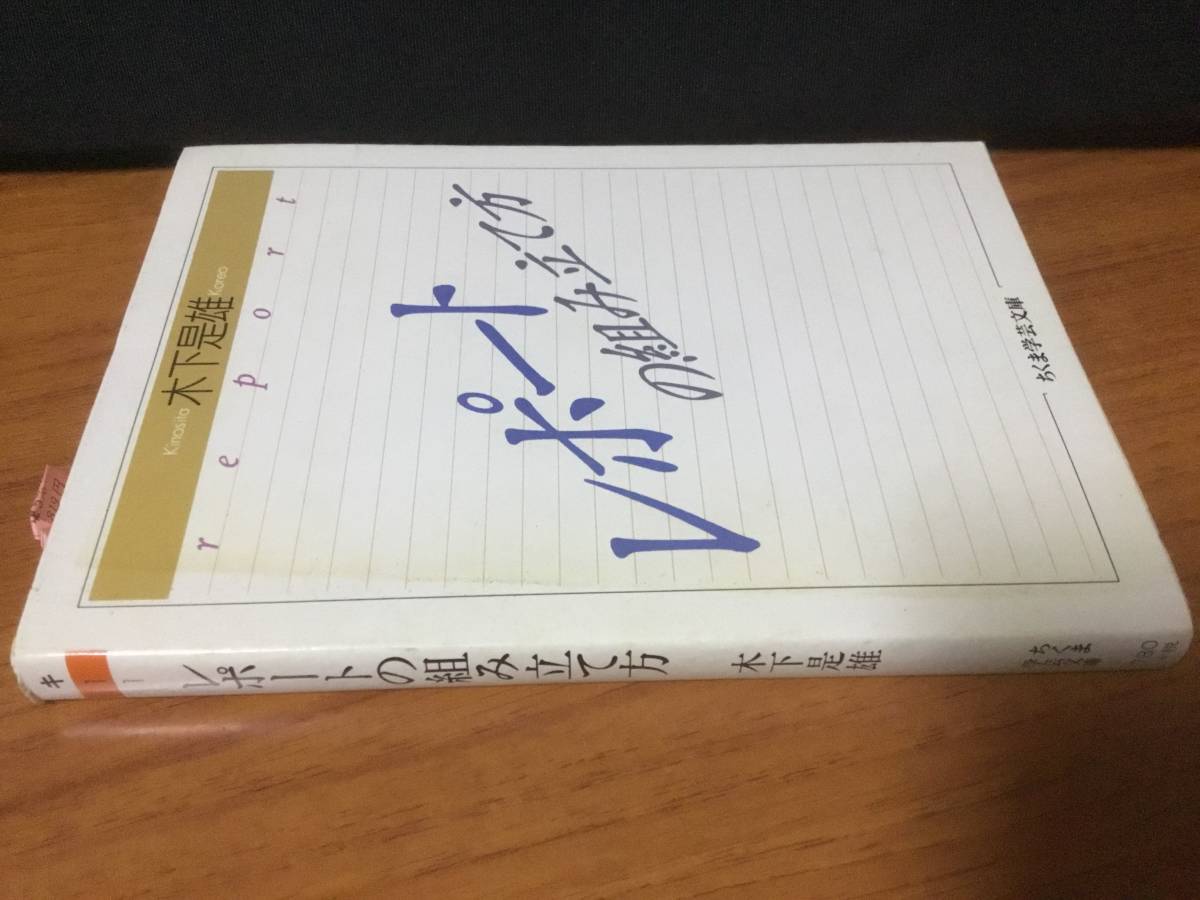 Kinosita 木下是雄 Koreo
report
レポート
の組み立て方
ちくま学芸文庫
キ
1
1
レポートの組み立て方
木下是雄
ちくま
学芸文庫